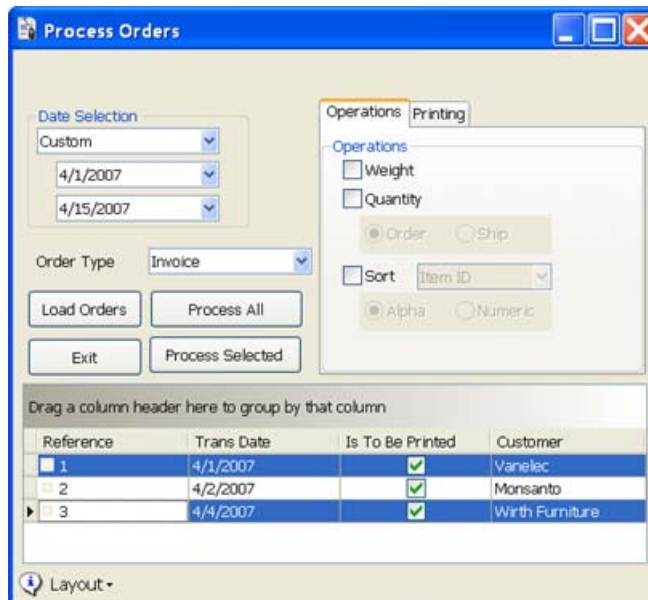 Process Orders
Date Selection
Custom
4/1/2007
4/15/2007
Order Type Invoice
Load Orders Process All
Exit Process Selected
Operations Printing
Operations
Weight
Quantity
Order Ship
Sort Item ID
Alpha Numeric
Drag a column header here to group by that column
Reference Trans Date Is To Be Printed Customer
1 4/1/2007 Vanelec
2 4/2/2007 Monsanto
3 4/4/2007 Wirth Furniture
Layout